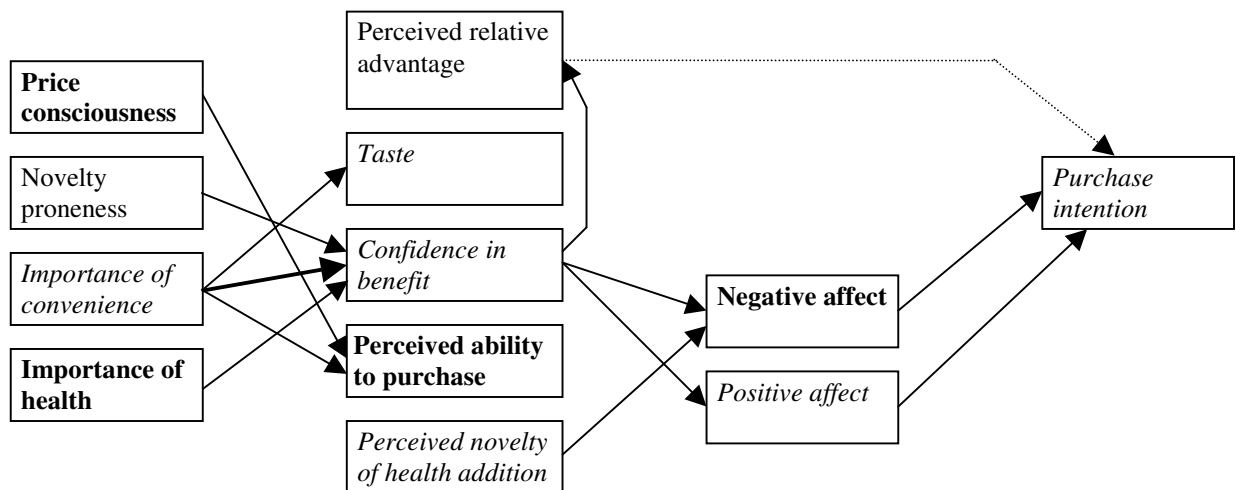 Price
consciousness
Novelty
proneness
Importance of
convenience
Importance of
health
Perceived relative
advantage
Taste
Confidence in
benefit
Perceived ability
to purchase
Perceived novelty
of health addition
Negative affect
Positive affect
Purchase
intention